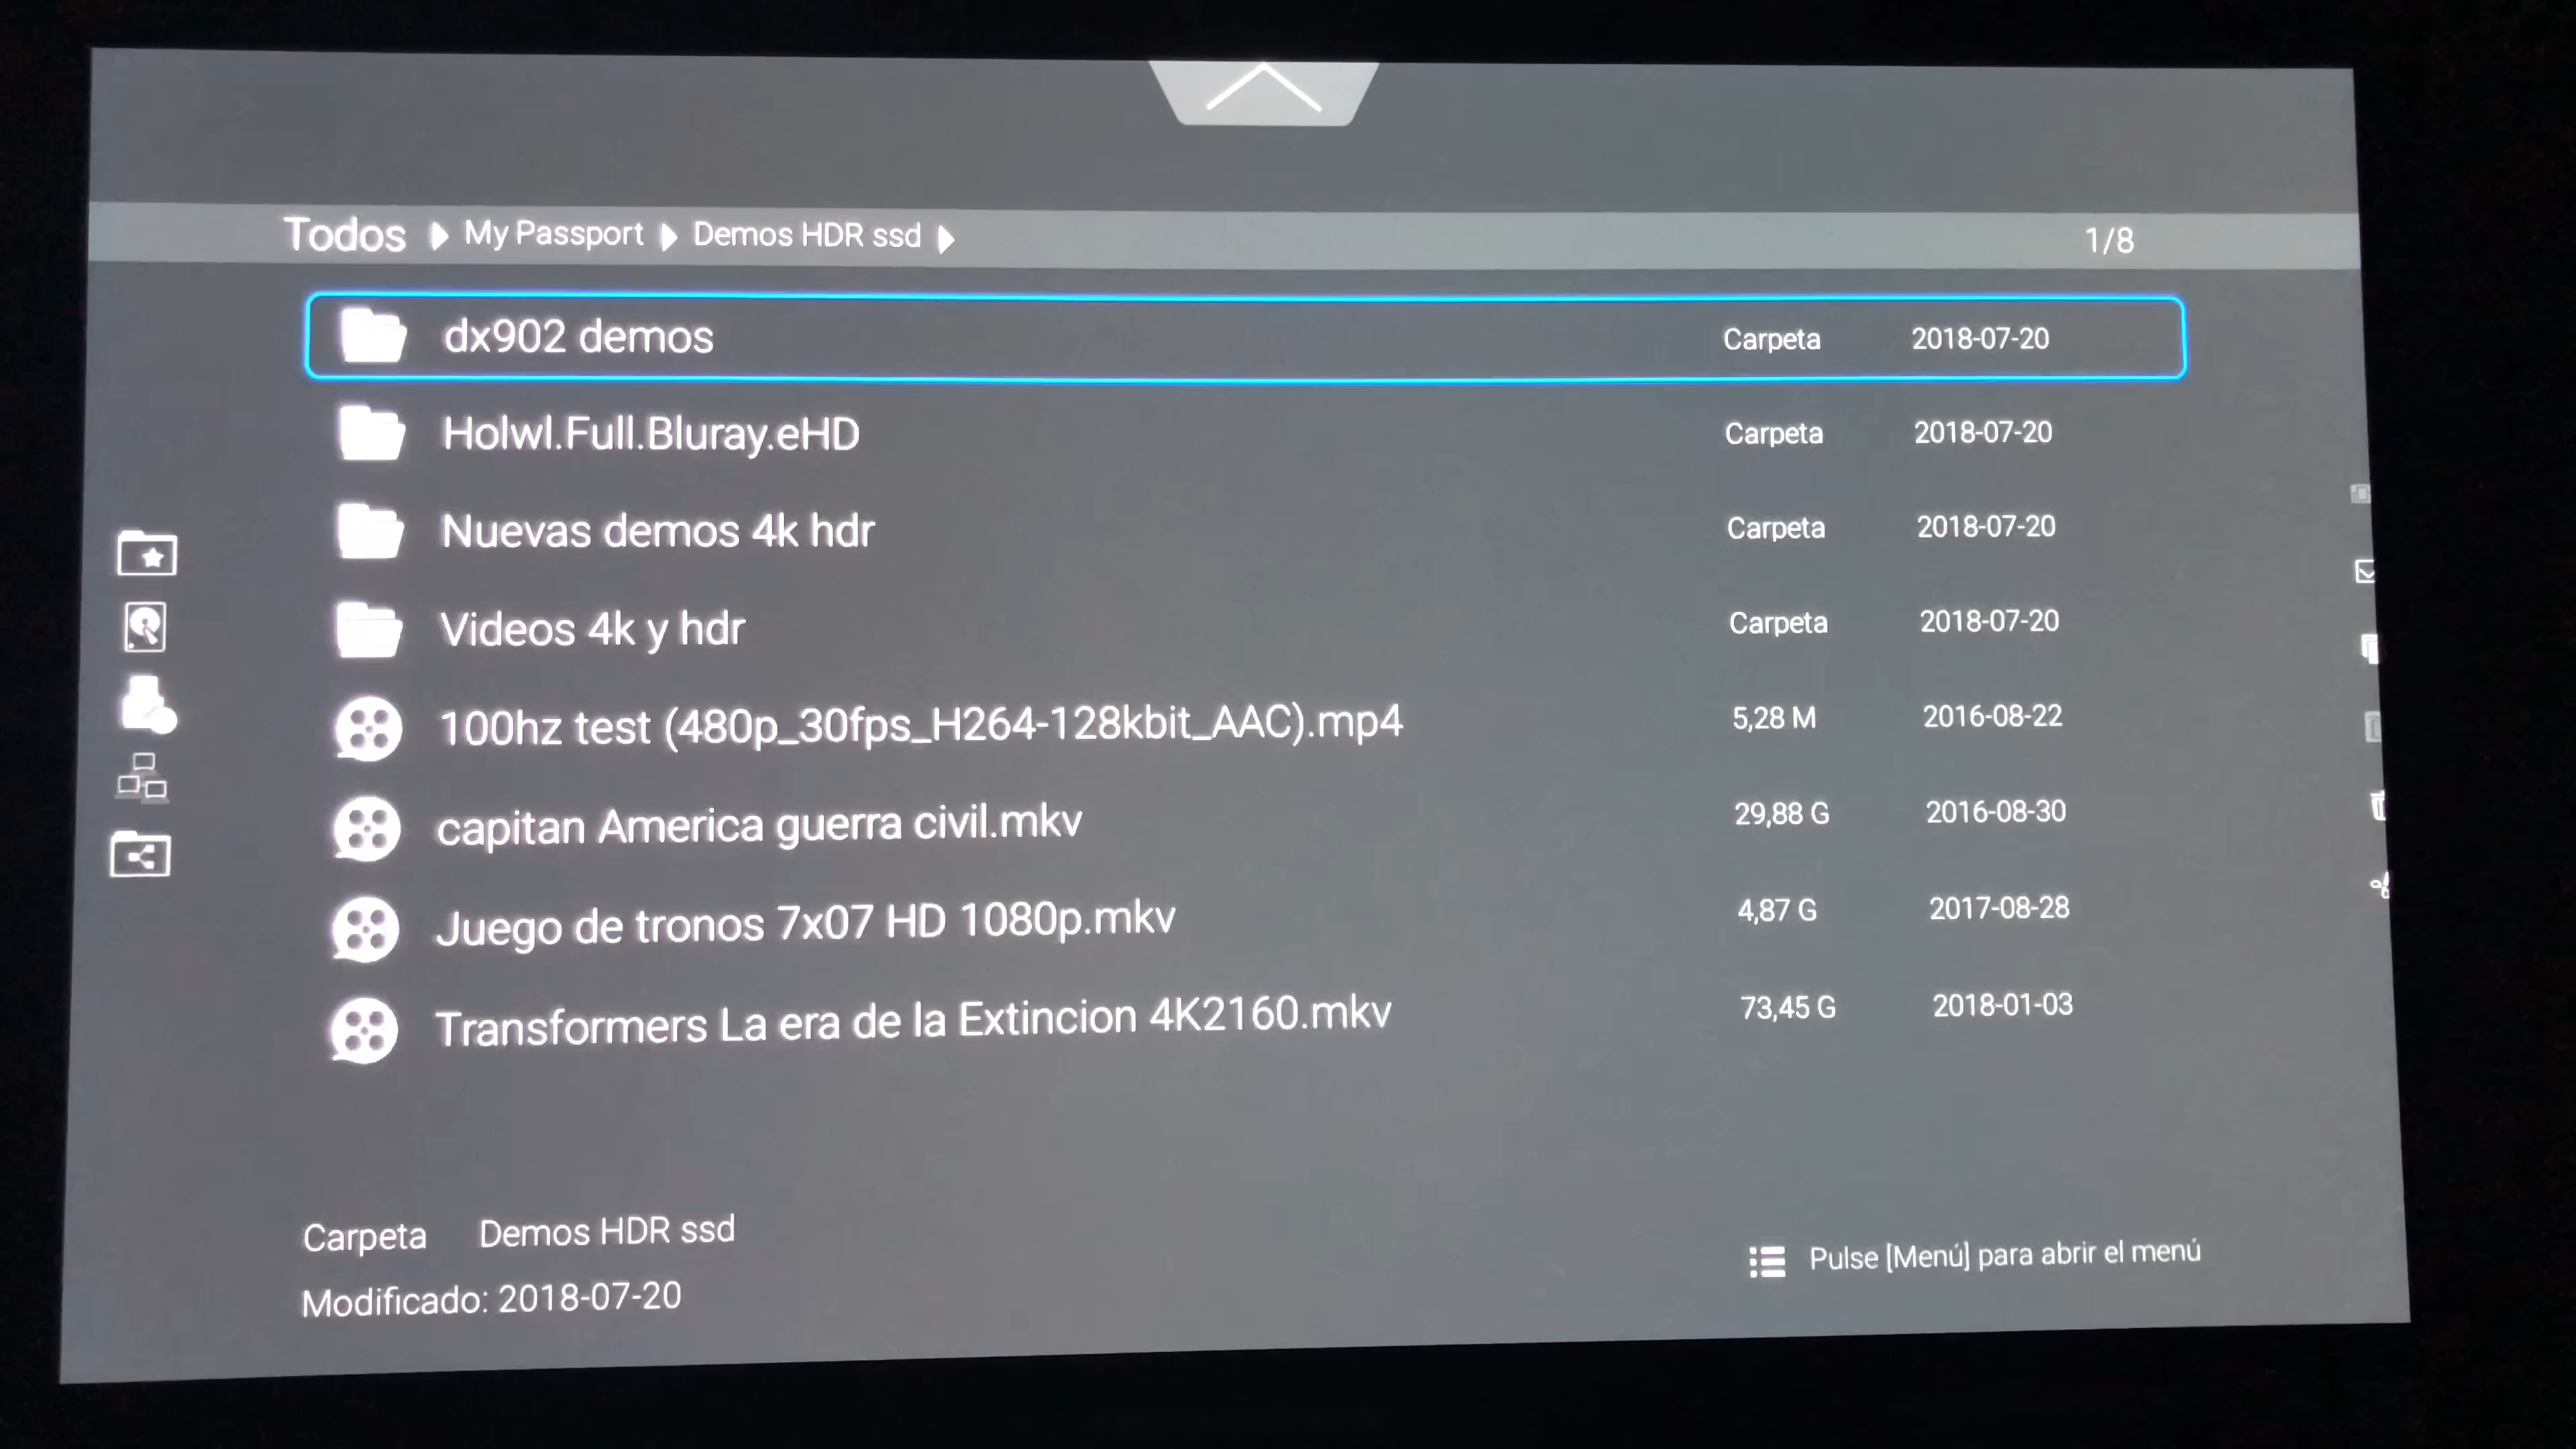 Todos My Passport Demos HDR ssd 1/8
dx902 demos Carpeta 2018-07-20
Holwl.Full.Bluray.eHD Carpeta 2018-07-20
Nuevas demos 4k hdr Carpeta 2018-07-20
Videos 4k y hdr Carpeta 2018-07-20
100hz test (480p_30fps_H264-128kbit_AAC).mp4 5,28 M 2016-08-22
capitan America guerra civil.mkv 29,88 G 2016-08-30
Juego de tronos 7x07 HD 1080p.mkv 4,87 G 2017-08-28
Transformers La era de la Extincion 4K2160.mkv 73,45 G 2018-01-03
Carpeta Demos HDR ssd
Modificado: 2018-07-20
Pulse [Menú] para abrir el menú